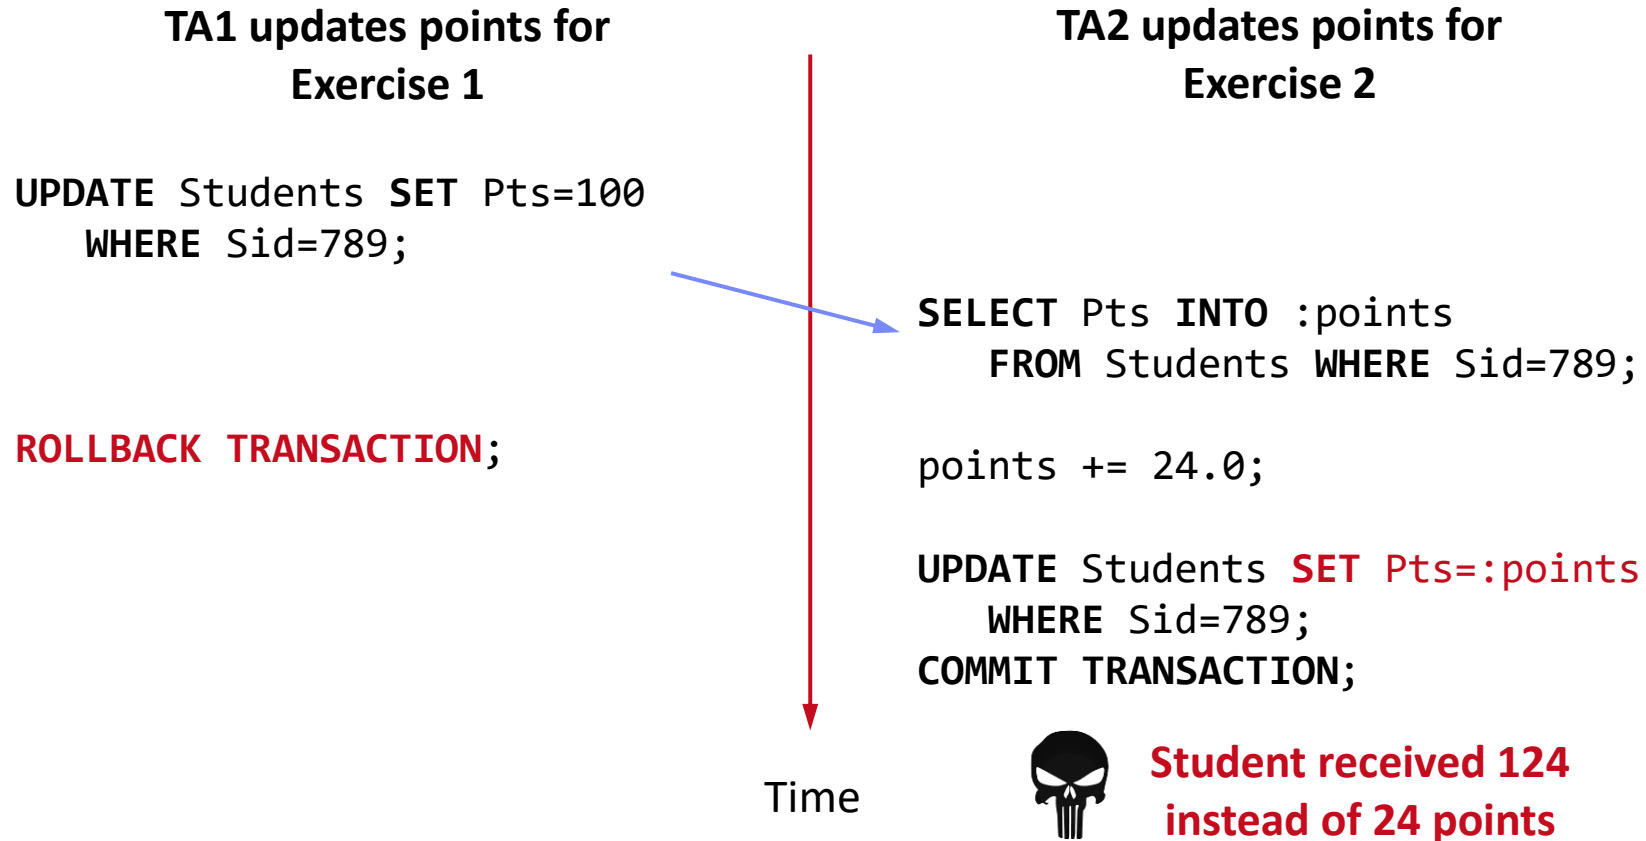 TA1 updates points for
Exercise 1
UPDATE Students SET Pts=100
WHERE Sid=789;
ROLLBACK TRANSACTION;
TA2 updates points for
Exercise 2
SELECT Pts INTO :points
FROM Students WHERE Sid=789;
points += 24.0;
UPDATE Students SET Pts=:points
WHERE Sid=789;
COMMIT TRANSACTION;
Time
Student received 124
instead of 24 points